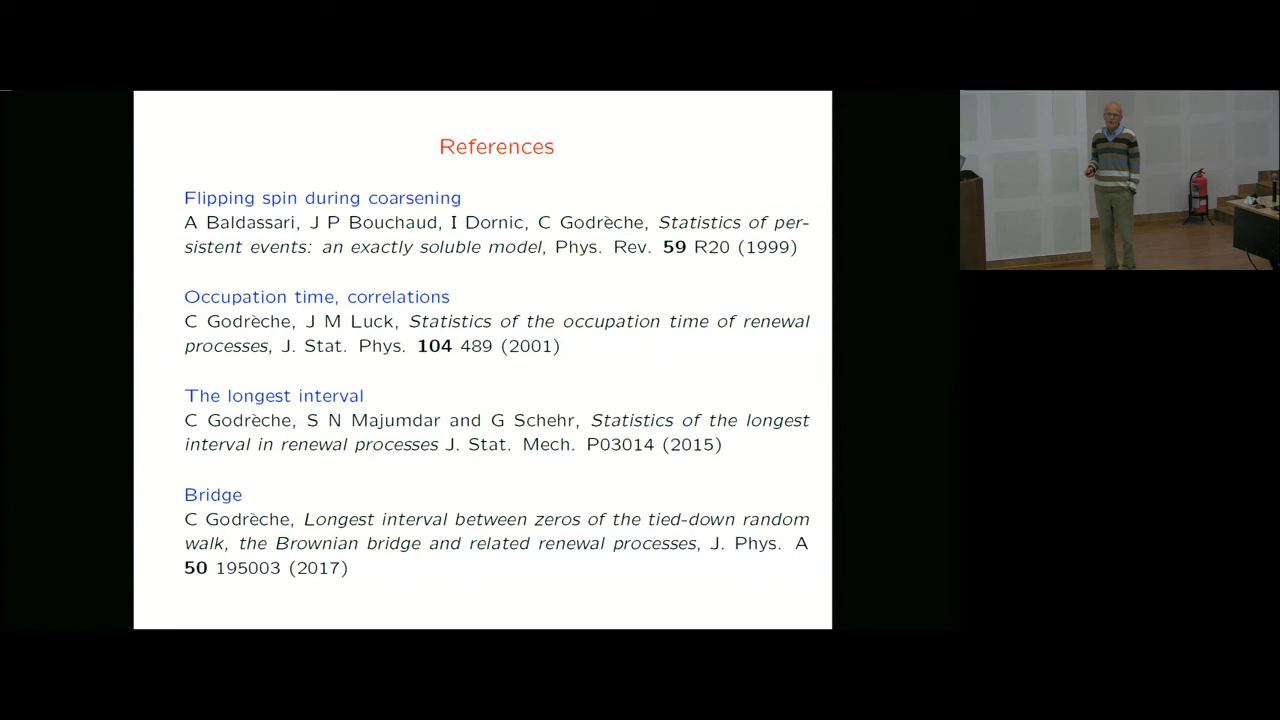 References
Flipping spin during coarsening
A Baldassari, J P Bouchaud, I Dornic, C Godrèche, Statistics of per-
sistent events: an exactly soluble model, Phys. Rev. 59 R20 (1999)
Occupation time, correlations
C Godrèche, J M Luck, Statistics of the occupation time of renewal
processes, J. Stat. Phys. 104 489 (2001)
The longest interval
C Godrèche, S N Majumdar and G Schehr, Statistics of the longest
interval in renewal processes J. Stat. Mech. P03014 (2015)
Bridge
C Godrèche, Longest interval between zeros of the tied-down random
walk, the Brownian bridge and related renewal processes, J. Phys. A
50 195003 (2017)